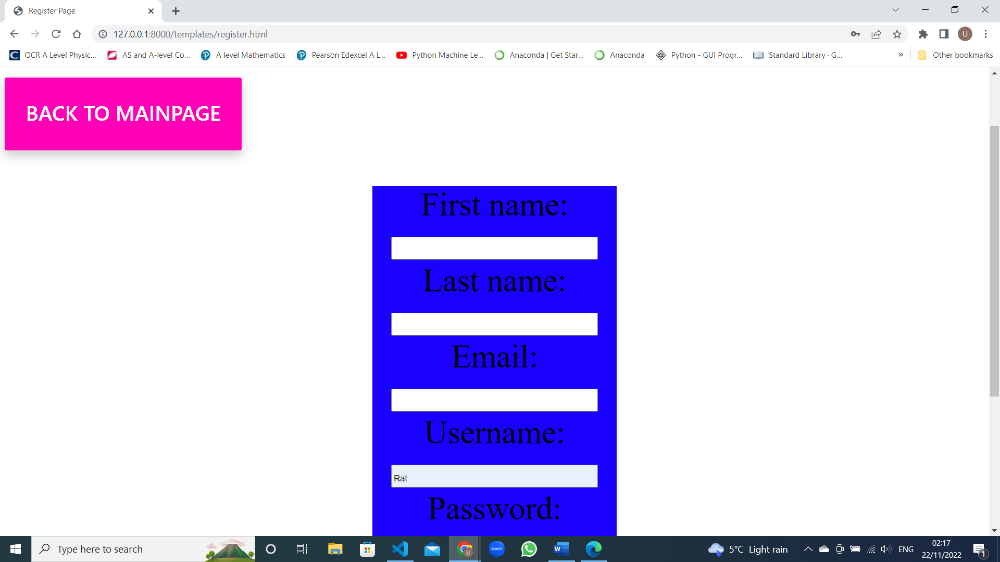 Register Page
127.0.0.1:8000/templates/register.html
U
OCR A Level Physic...
AS and A-level Co...
A level Mathematics
Pearson Edexcel A L...
Python Machine Le...
Anaconda | Get Star...
Anaconda
Python - GUI Progr...
Standard Library · G...
»
Other bookmarks
BACK TO MAINPAGE
First name:
Last name:
Email:
Username:
Rat
Password:
Type here to search
U
zoom
W
5°C Light rain
ENG
02:17
22/11/2022
1